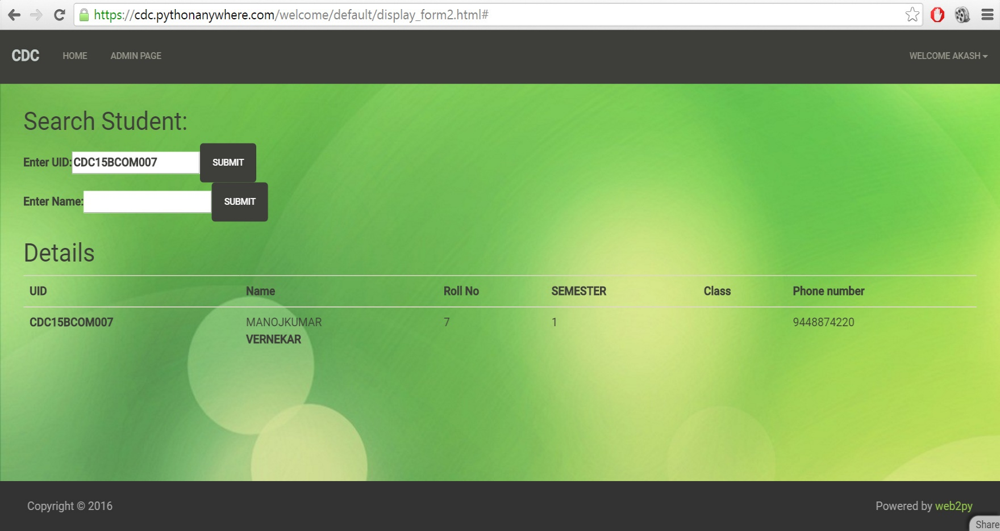 https://cdc.pythonanywhere.com/welcome/default/display_form2.html#
CDC HOME ADMIN PAGE WELCOME AKASH
Search Student:
Enter UID: CDC15BCOM007 SUBMIT
Enter Name: SUBMIT
Details
UID Name Roll No SEMESTER Class Phone number
CDC15BCOM007 MANOJKUMAR 7 1 9448874220
VERNEKAR
Copyright © 2016 Powered by web2py
Share